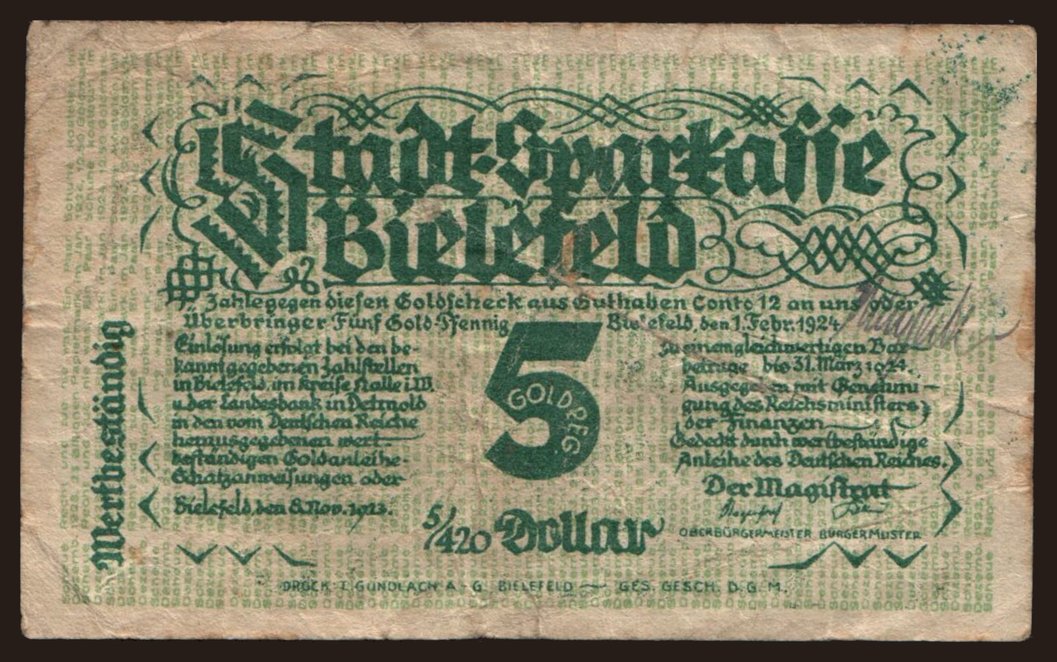 Stadt-Sparkasse
Bielefeld
Zahle gegen diesen Goldscheck aus Guthaben Conto 12 an uns oder
Überbringer Fünf Gold-Pfennig Bielefeld, den 1. Febr. 1924
Wertbeständig
Einlösung erfolgt bei den be-
kanntgegebenen Zahlstellen
in Bielefeld, im Kreise Halle i.W.
u. der Landesbank in Detmold
in den vom Deutschen Reiche
herausgegebenen wert-
beständigen Goldanleihe-
Schatzanweisungen oder
Bielefeld, den 8. Nov. 1923.
5
GOLDPFG.
5/420 Dollar
zu einem gleichwertigen Bar-
betrage bis 31. März 1924.
Ausgegeben mit Genehmi-
gung des Reichsministers
der Finanzen
Gedeckt durch wertbeständige
Anleihe des Deutschen Reiches.
Der Magistrat
OBERBÜRGERMEISTER BÜRGERMEISTER
DRUCK: E. GUNDLACH A-G BIELEFELD — GES. GESCH. D.G.M.